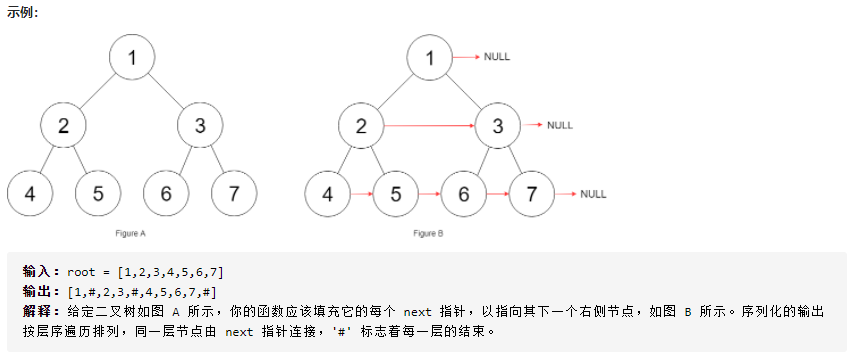 示例：
1
2 3
4 5 6 7
Figure A
1 NULL
2 3 NULL
4 5 6 7 NULL
Figure B
输入：root = [1,2,3,4,5,6,7]
输出：[1,#,2,3,#,4,5,6,7,#]
解释：给定二叉树如图 A 所示，你的函数应该填充它的每个 next 指针，以指向其下一个右侧节点，如图 B 所示。序列化的输出
按层序遍历排列，同一层节点由 next 指针连接，'#' 标志着每一层的结束。